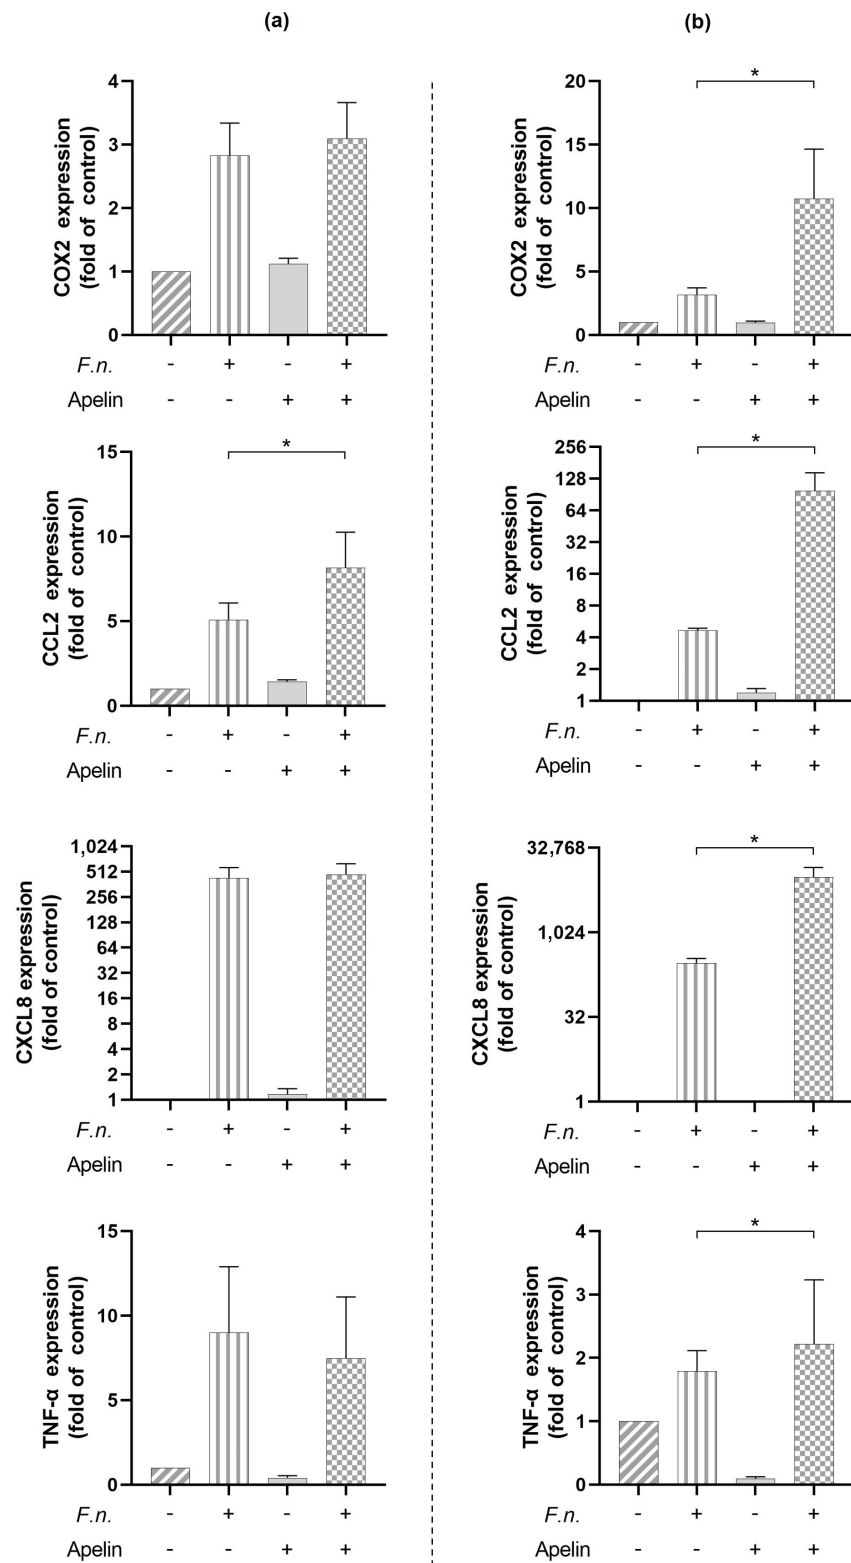 (a)
(b)
COX2 expression
(fold of control)
4
3
2
1
0
F.n. - + - +
Apelin - - + +
COX2 expression
(fold of control)
*
20
15
10
5
0
F.n. - + - +
Apelin - - + +
CCL2 expression
(fold of control)
*
15
10
5
0
F.n. - + - +
Apelin - - + +
CCL2 expression
(fold of control)
*
256
128
64
32
16
8
4
2
1
F.n. - + - +
Apelin - - + +
CXCL8 expression
(fold of control)
1,024
512
256
128
64
32
16
8
4
2
1
F.n. - + - +
Apelin - - + +
CXCL8 expression
(fold of control)
*
32,768
1,024
32
1
F.n. - + - +
Apelin - - + +
TNF-α expression
(fold of control)
15
10
5
0
F.n. - + - +
Apelin - - + +
TNF-α expression
(fold of control)
*
4
3
2
1
0
F.n. - + - +
Apelin - - + +